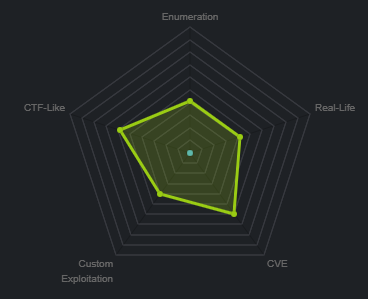 Enumeration
CTF-Like
Real-Life
Custom
Exploitation
CVE